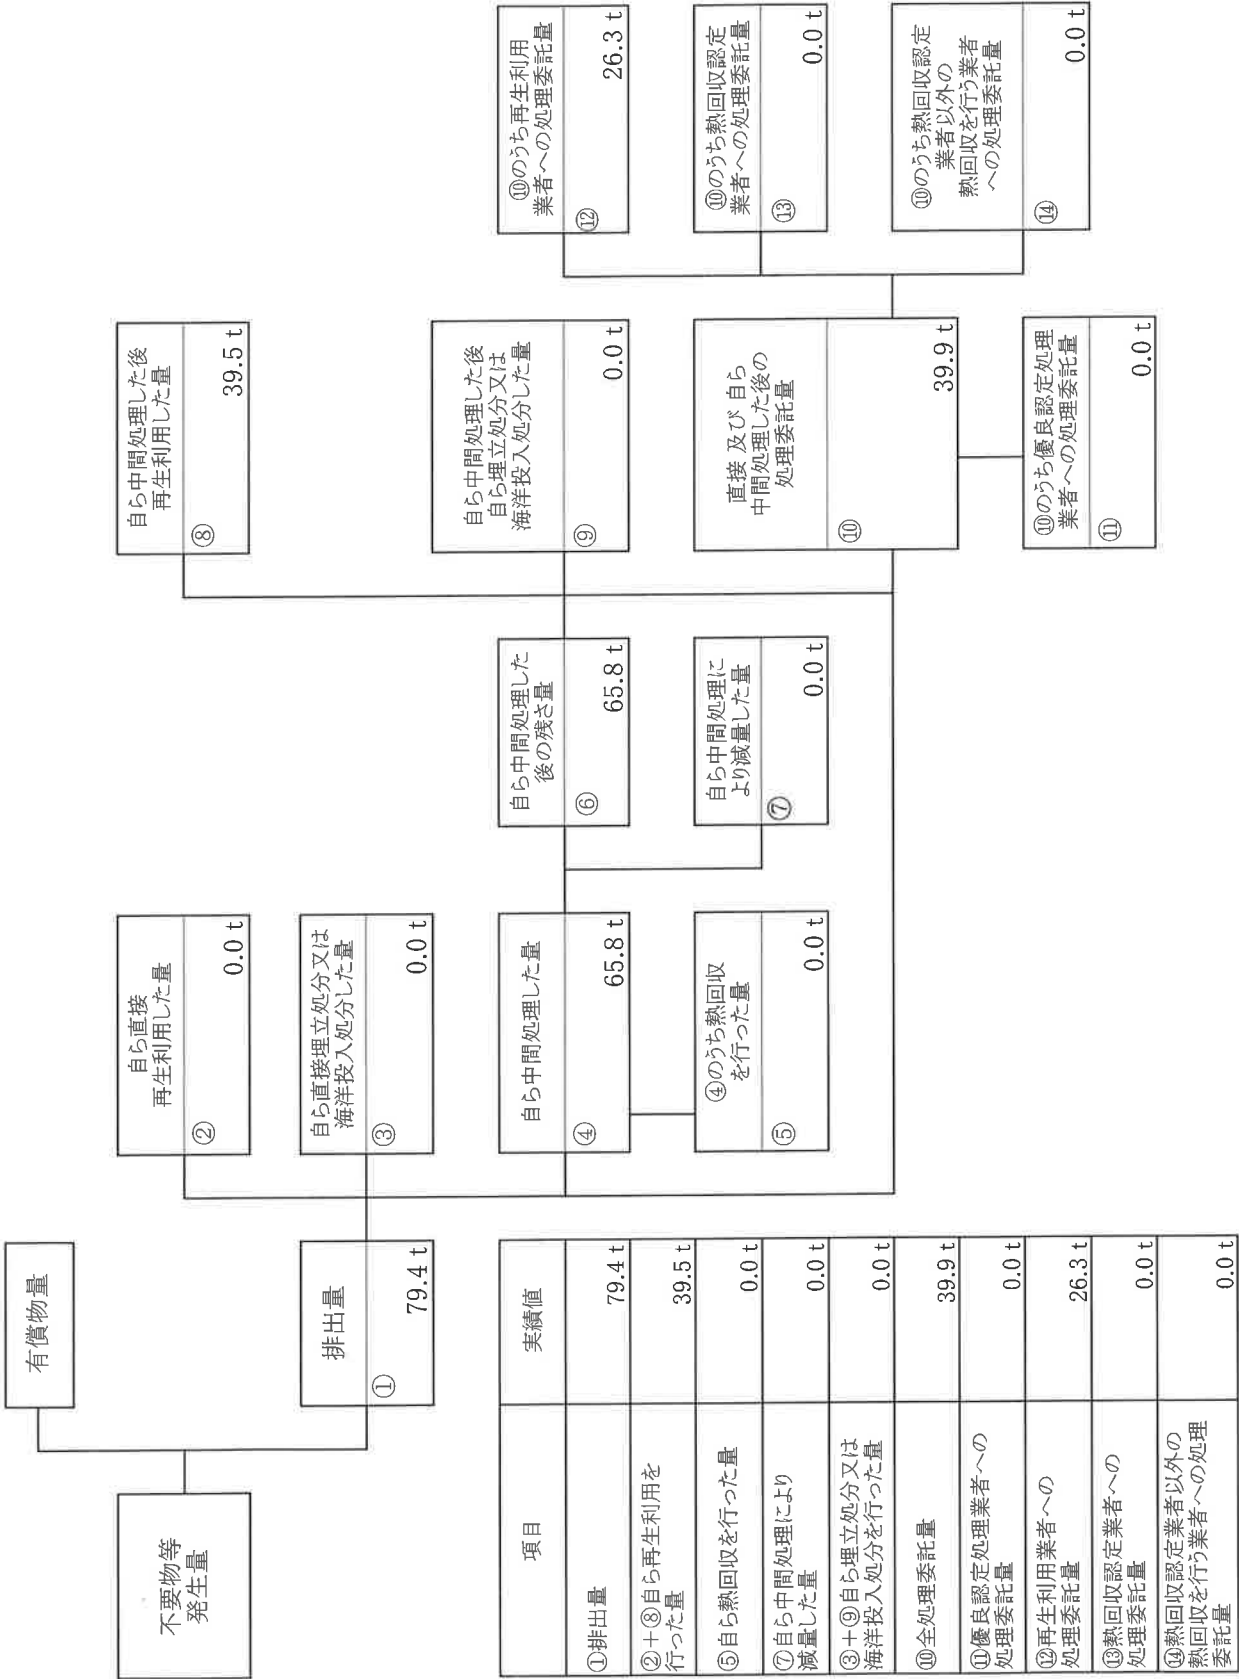 不要物等
発生量
有償物量
排出量
①
79.4 t
自ら直接
再生利用した量
②
0.0 t
自ら直接埋立処分又は
海洋投入処分した量
③
0.0 t
自ら中間処理した量
④
65.8 t
④のうち熱回収
を行った量
⑤
0.0 t
自ら中間処理した
後の残さ量
⑥
65.8 t
自ら中間処理に
より減量した量
⑦
0.0 t
自ら中間処理した後
再生利用した量
⑧
39.5 t
自ら中間処理した後
自ら埋立処分又は
海洋投入処分した量
⑨
0.0 t
直接 及び 自ら
中間処理した後の
処理委託量
⑩
39.9 t
⑩のうち優良認定処理
業者への処理委託量
⑪
0.0 t
⑩のうち再生利用
業者への処理委託量
⑫
26.3 t
⑩のうち熱回収認定
業者への処理委託量
⑬
0.0 t
⑩のうち熱回収認定
業者以外の
熱回収を行う業者
への処理委託量
⑭
0.0 t
項目 実績値
①排出量 79.4 t
②+⑧自ら再生利用を
行った量 39.5 t
⑤自ら熱回収を行った量 0.0 t
⑦自ら中間処理により
減量した量 0.0 t
③+⑨自ら埋立処分又は
海洋投入処分を行った量 0.0 t
⑩全処理委託量 39.9 t
⑪優良認定処理業者への
処理委託量 0.0 t
⑫再生利用業者への
処理委託量 26.3 t
⑬熱回収認定業者への
処理委託量 0.0 t
⑭熱回収認定業者以外の
熱回収を行う業者への処理
委託量 0.0 t